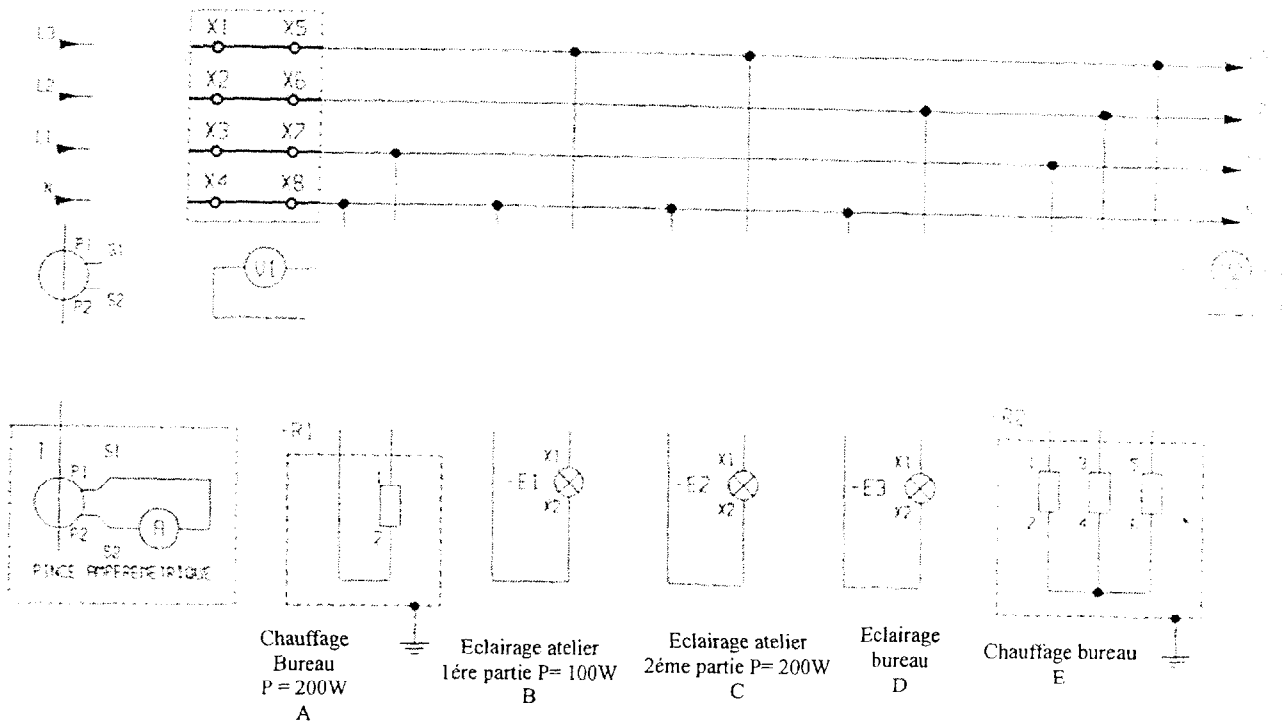 L3
X1 X5
L2
X2 X6
L1
X3 X7
N
X4 X8
P1 S1
P2 S2
V1
I S1
P1
A
P2
S2
PINCE AMPEREMETRIQUE
-R1
1
2
X1
-E1
X2
X1
-E2
X2
X1
-E3
X2
-R2
1 3 5
2 4 6
Chauffage
Bureau
P = 200W
A
Eclairage atelier
1ére partie P= 100W
B
Eclairage atelier
2éme partie P= 200W
C
Eclairage
bureau
D
Chauffage bureau
E